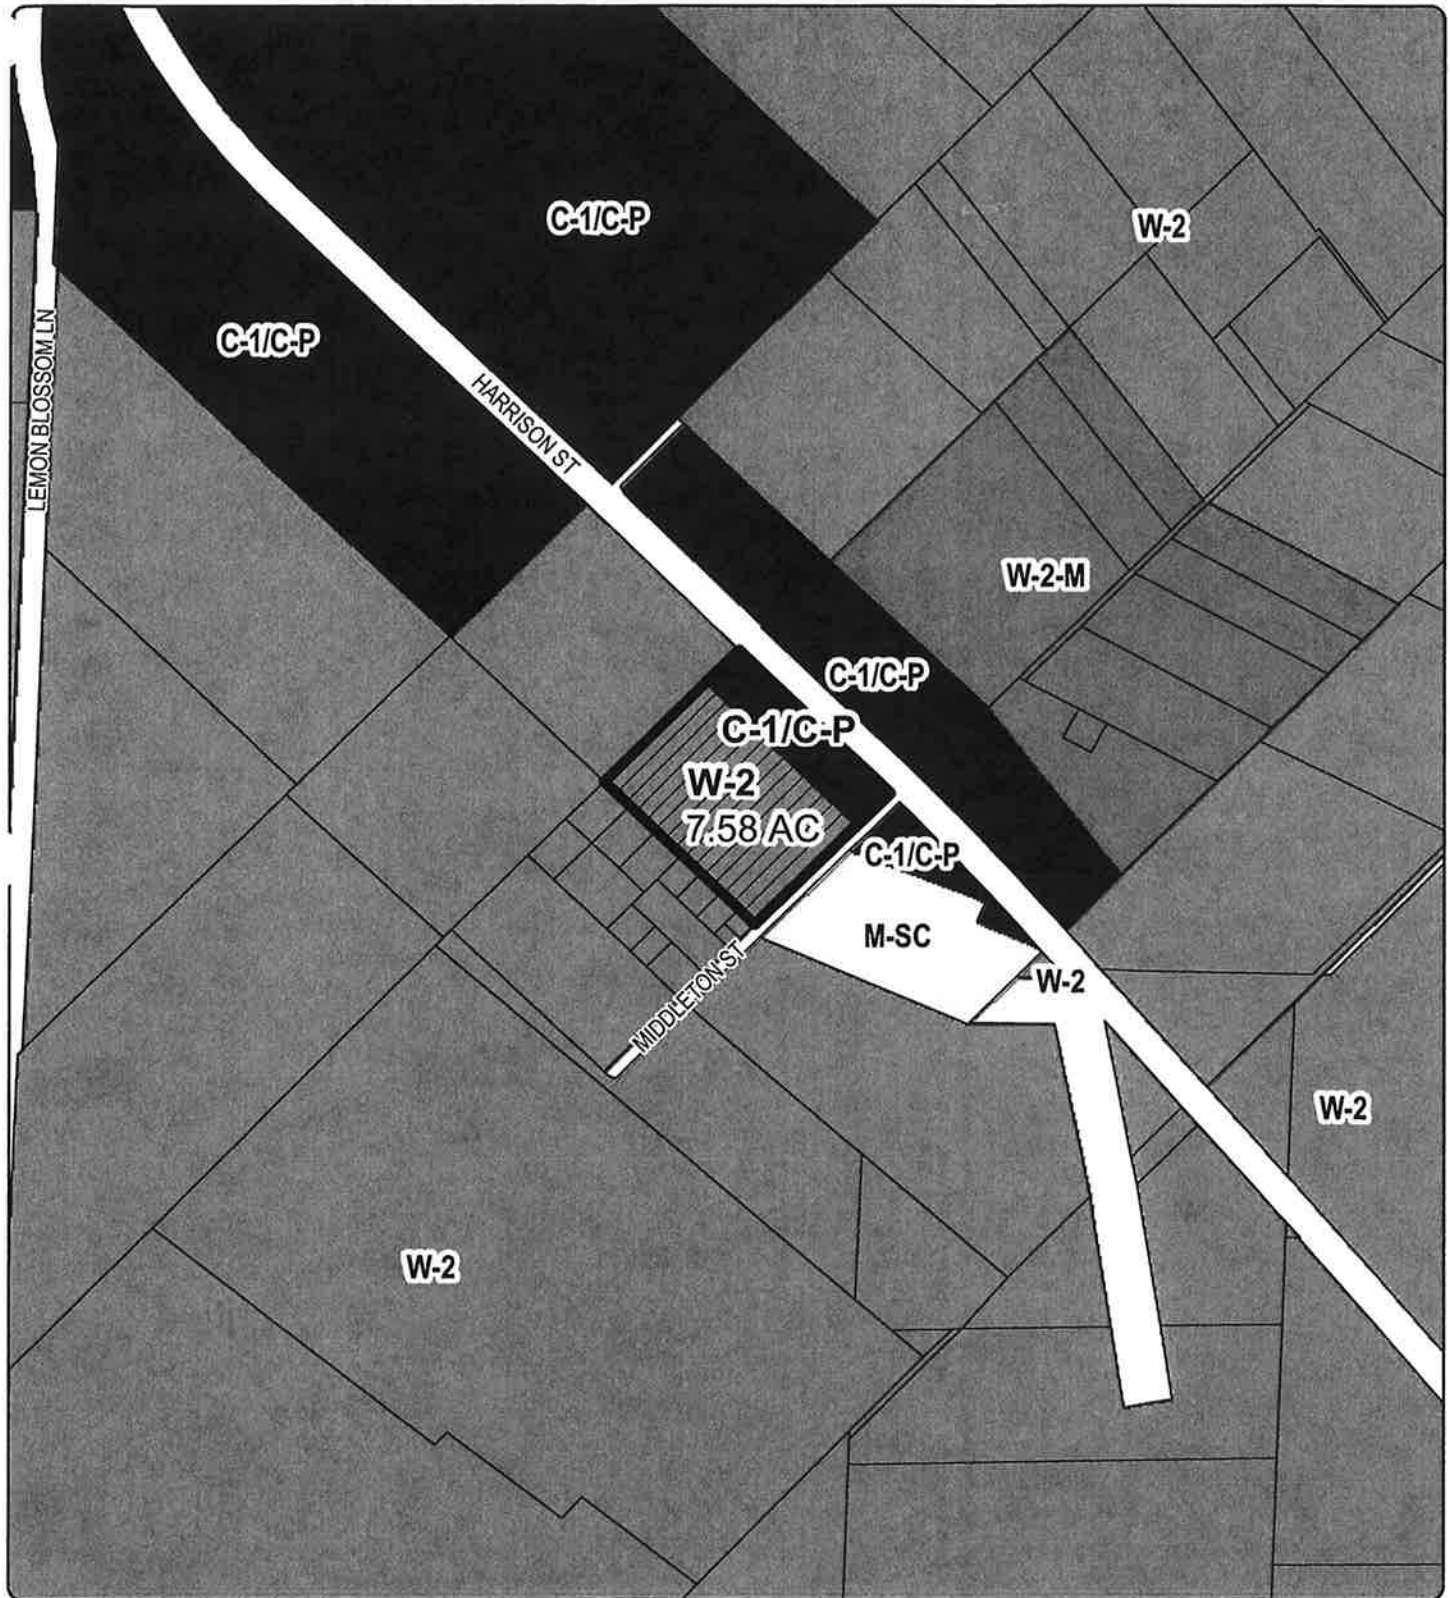 C-1/C-P
W-2
C-1/C-P
LEMON BLOSSOM LN
HARRISON ST
W-2-M
C-1/C-P
C-1/C-P
W-2
7.58 AC
C-1/C-P
M-SC
W-2
MIDDLETON ST
W-2
W-2